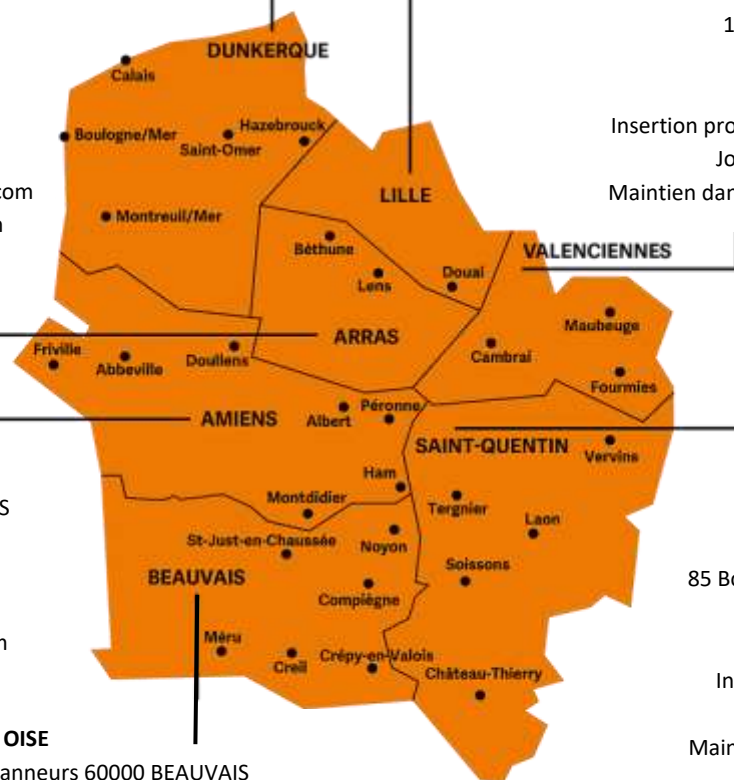 1
DUNKERQUE
Calais
Boulogne/Mer
Hazebrouck
Saint-Omer
Insertion pro
Jo
com
LILLE
Maintien dan
Montreuil/Mer
Béthune
VALENCIENNES
Lens
Douai
Maubeuge
ARRAS
Friville
Abbeville
Doullens
Cambrai
Fourmies
AMIENS
Albert
Péronne
SAINT-QUENTIN
Vervins
Ham
Montdidier
Tergnier
S
Laon
St-Just-en-Chaussée
Noyon
Soissons
BEAUVAIS
85 Bo
Compiègne
Méru
Creil
Crépy-en-Valois
Château-Thierry
In
OISE
Main
anneurs 60000 BEAUVAIS